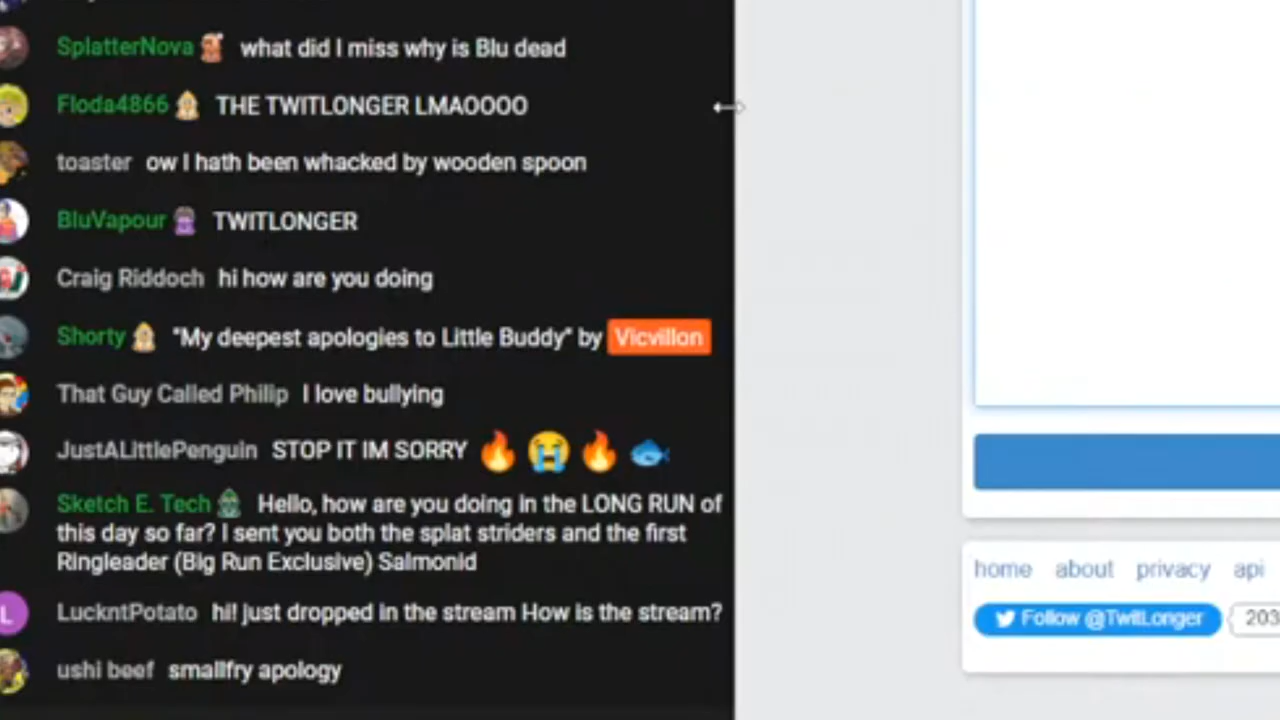 SplatterNova what did I miss why is Blu dead
Floda4866 THE TWITLONGER LMAOOOO
toaster ow I hath been whacked by wooden spoon
BluVapour TWITLONGER
Craig Riddoch hi how are you doing
Shorty "My deepest apologies to Little Buddy" by Vicvillon
That Guy Called Philip I love bullying
JustALittlePenguin STOP IT IM SORRY 🔥😭🔥🐟
Sketch E. Tech Hello, how are you doing in the LONG RUN of
this day so far? I sent you both the splat striders and the first
Ringleader (Big Run Exclusive) Salmonid
L
LuckntPotato hi! just dropped in the stream How is the stream?
ushi beef smallfry apology
home about privacy api
Follow @TwitLonger 203